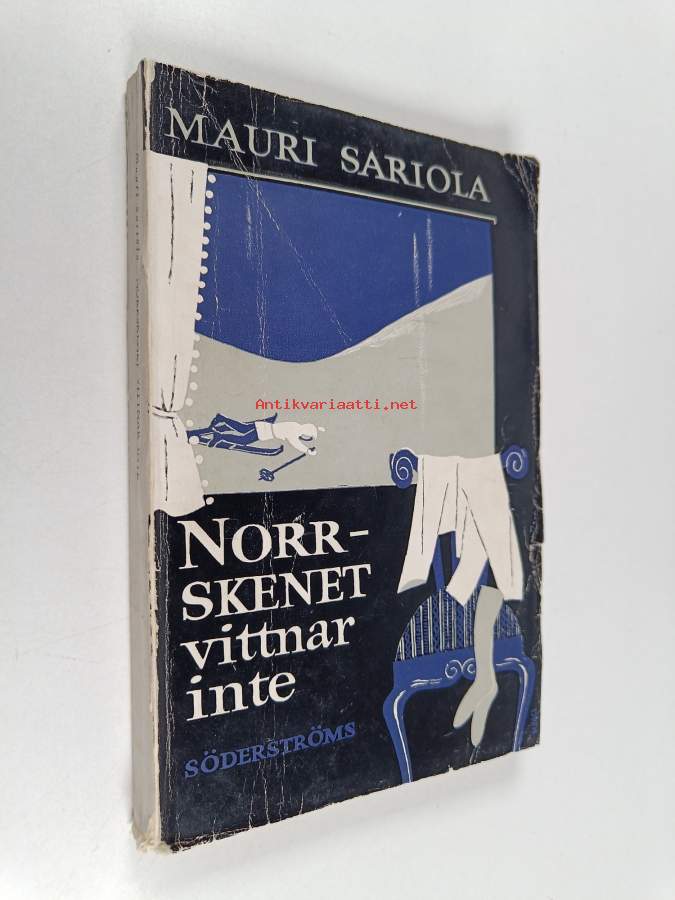 MAURI SARIOLA
Antikvariaatti.net
NORR-
SKENET
vittnar
inte
SÖDERSTRÖMS